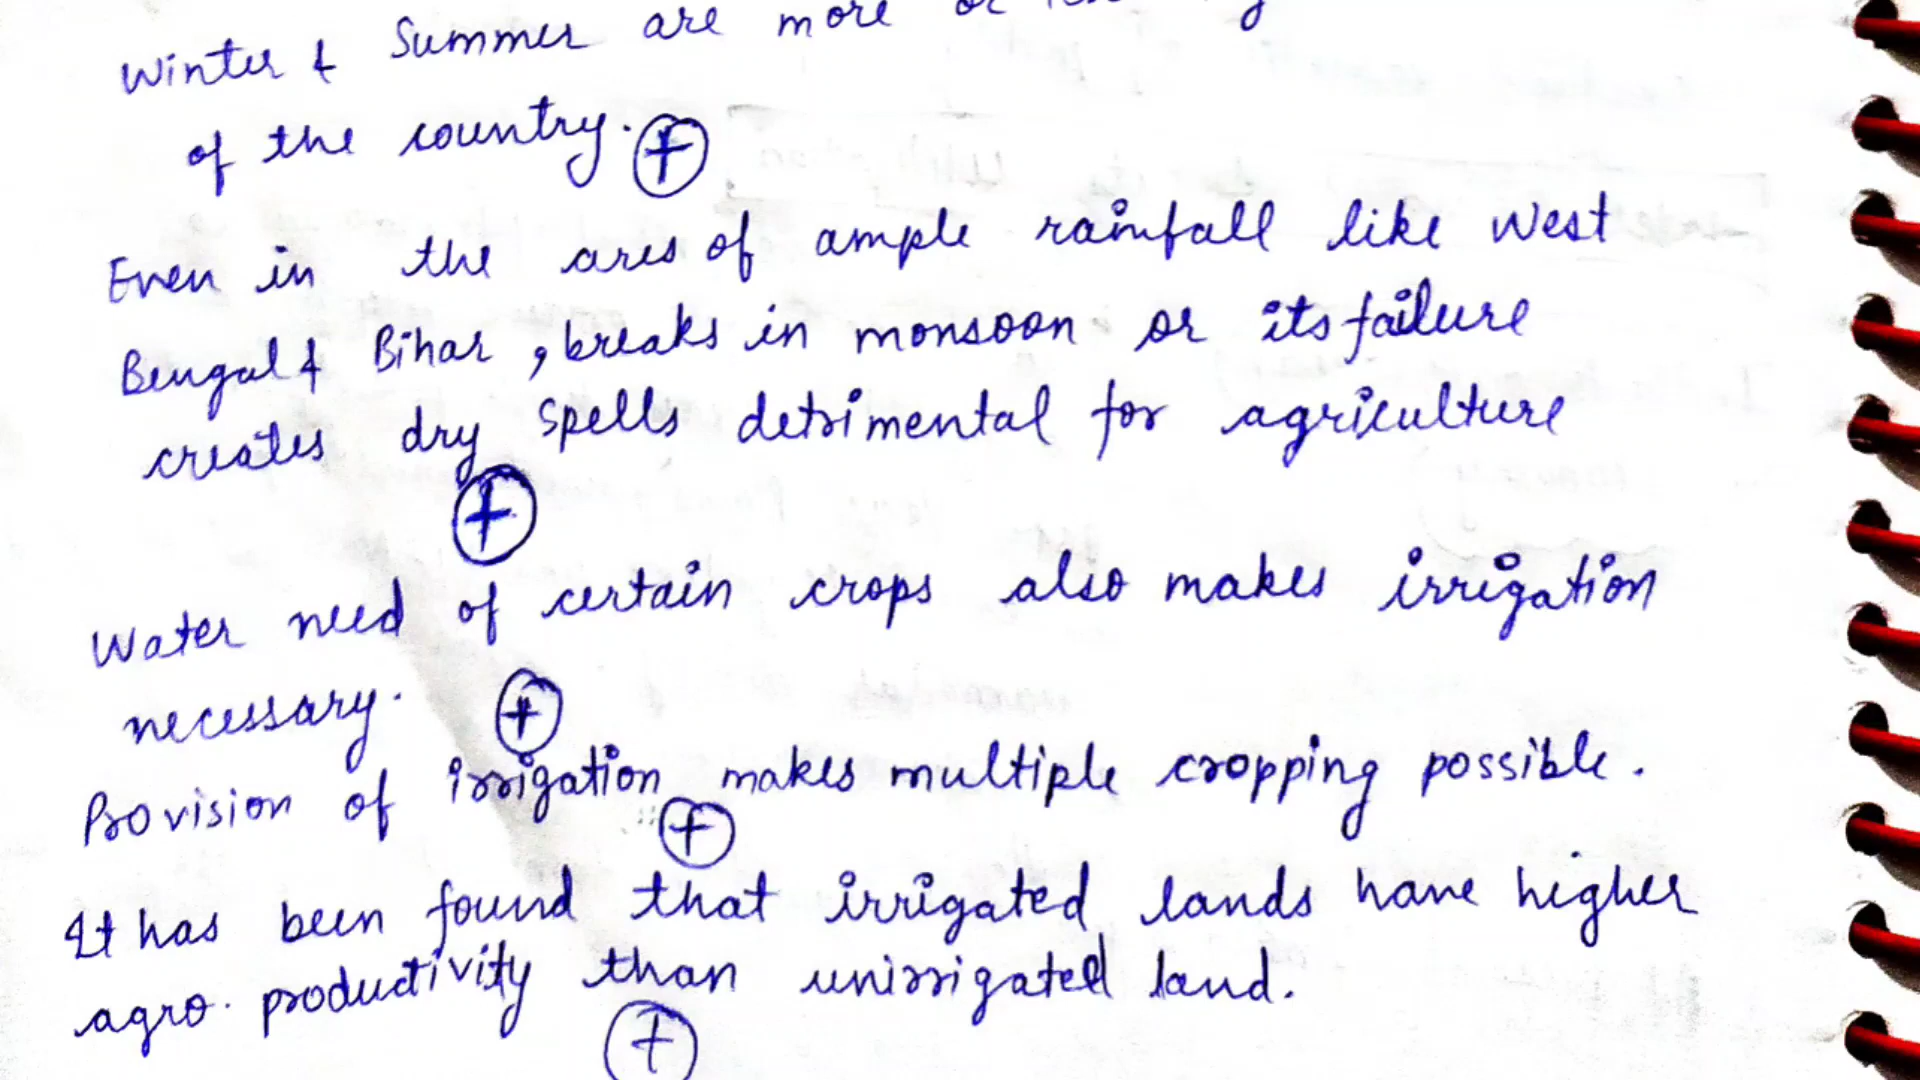 Winter & Summer are more or
of the country. +
Even in the ares of ample rainfall like West
Bengal & Bihar, breaks in monsoon or its failure
creates dry spells detrimental for agriculture
+
Water need of certain crops also makes irrigation
necessary. +
Provision of irrigation makes multiple cropping possible.
+
It has been found that irrigated lands have higher
agro. productivity than unirrigated land.
+